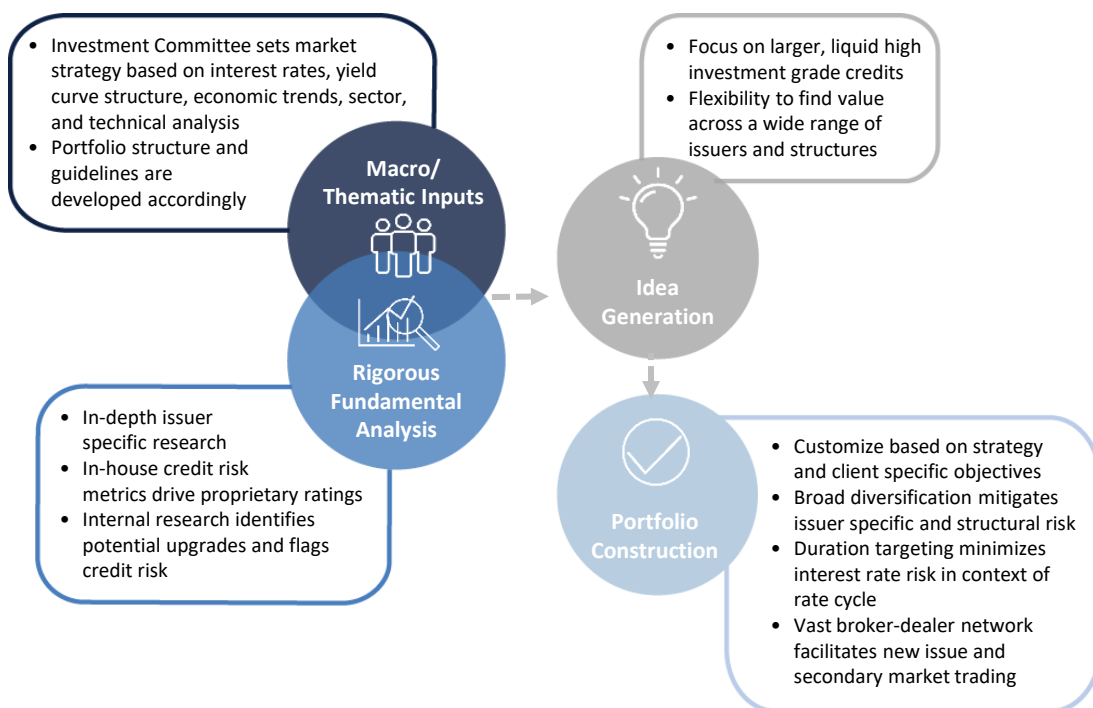 • Investment Committee sets market
strategy based on interest rates, yield
curve structure, economic trends, sector,
and technical analysis
• Portfolio structure and
guidelines are
developed accordingly
Macro/
Thematic Inputs
Rigorous
Fundamental
Analysis
• In-depth issuer
specific research
• In-house credit risk
metrics drive proprietary ratings
• Internal research identifies
potential upgrades and flags
credit risk
• Focus on larger, liquid high
investment grade credits
• Flexibility to find value
across a wide range of
issuers and structures
Idea
Generation
Portfolio
Construction
• Customize based on strategy
and client specific objectives
• Broad diversification mitigates
issuer specific and structural risk
• Duration targeting minimizes
interest rate risk in context of
rate cycle
• Vast broker-dealer network
facilitates new issue and
secondary market trading